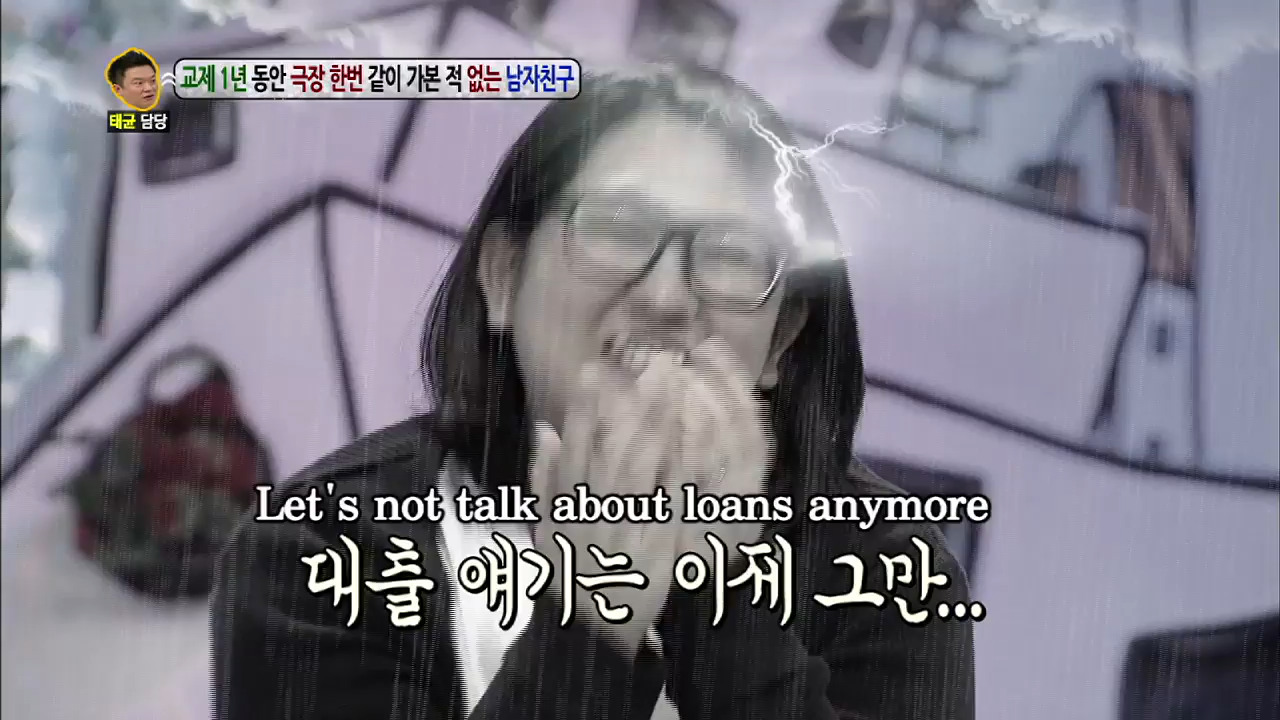 교제 1년 동안 극장 한번 같이 가본 적 없는 남자친구
태균 담당
Let's not talk about loans anymore
대출 얘기는 이제 그만...